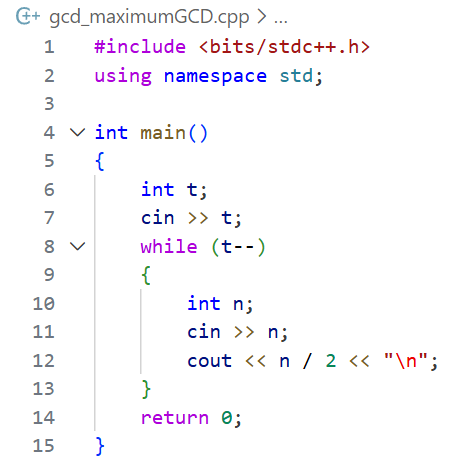 gcd_maximumGCD.cpp > ...
1 #include <bits/stdc++.h>
2 using namespace std;
3
4 int main()
5 {
6     int t;
7     cin >> t;
8     while (t--)
9     {
10         int n;
11         cin >> n;
12         cout << n / 2 << "\n";
13     }
14     return 0;
15 }